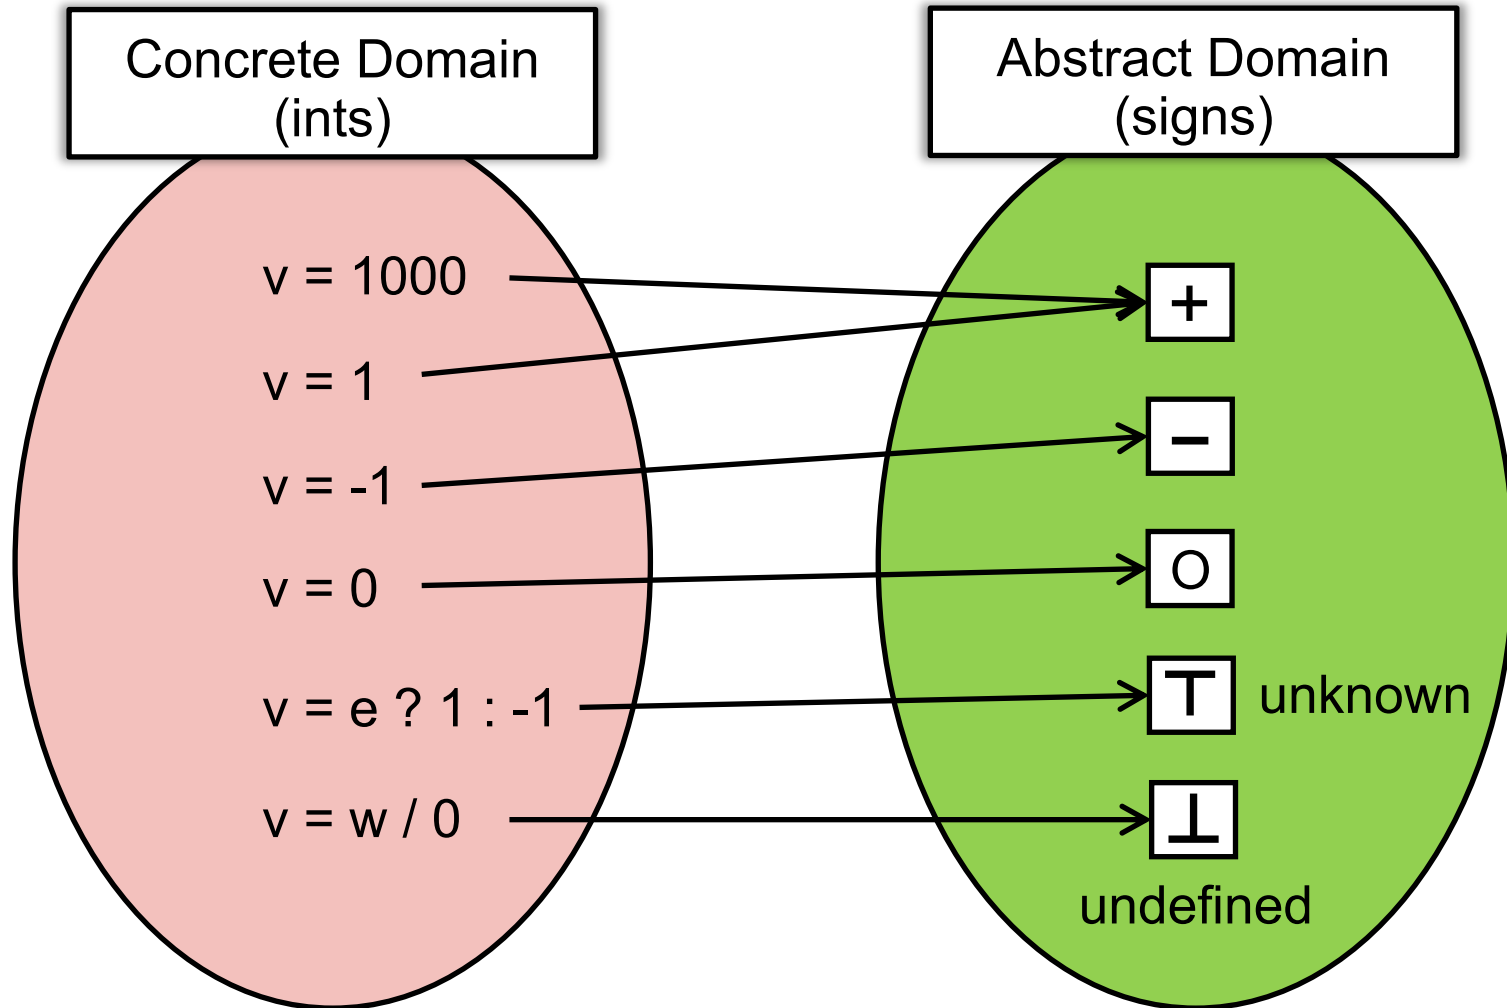 Concrete Domain
(ints)
Abstract Domain
(signs)
v = 1000
v = 1
v = -1
v = 0
v = e ? 1 : -1
v = w / 0
+
−
O
⊤ unknown
⊥
undefined